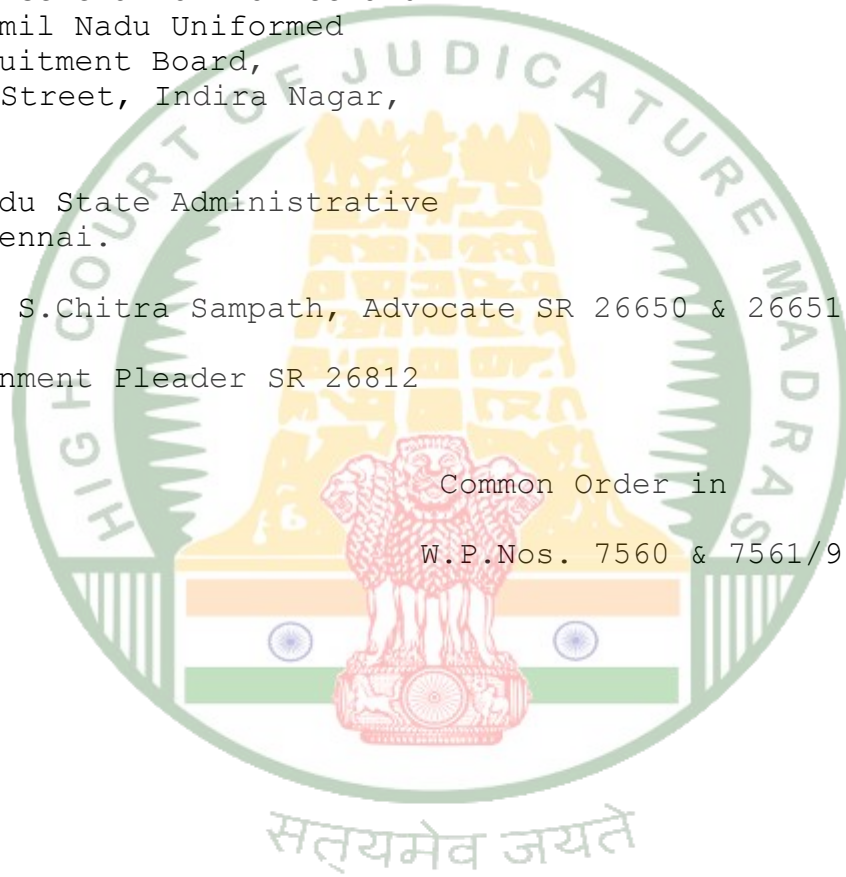 mil Nadu Uniformed
uitment Board,
Street, Indira Nagar,
du State Administrative
ennai.
S.Chitra Sampath, Advocate SR 26650 & 26651
nment Pleader SR 26812
Common Order in
W.P.Nos. 7560 & 7561/9
HIGH COURT OF JUDICATURE MADRAS
सत्यमेव जयते